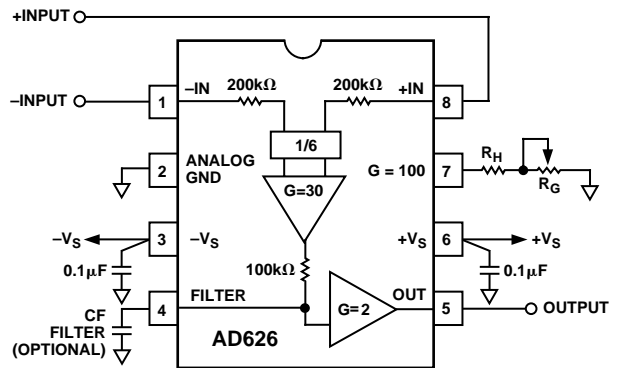 +INPUT
–INPUT
1
–IN
200kΩ
200kΩ
+IN
8
1/6
2
ANALOG
GND
G=30
G = 100
7
R_H
R_G
–V_S
3
–V_S
+V_S
6
+V_S
0.1μF
100kΩ
0.1μF
4
FILTER
G=2
OUT
5
OUTPUT
CF
FILTER
(OPTIONAL)
AD626